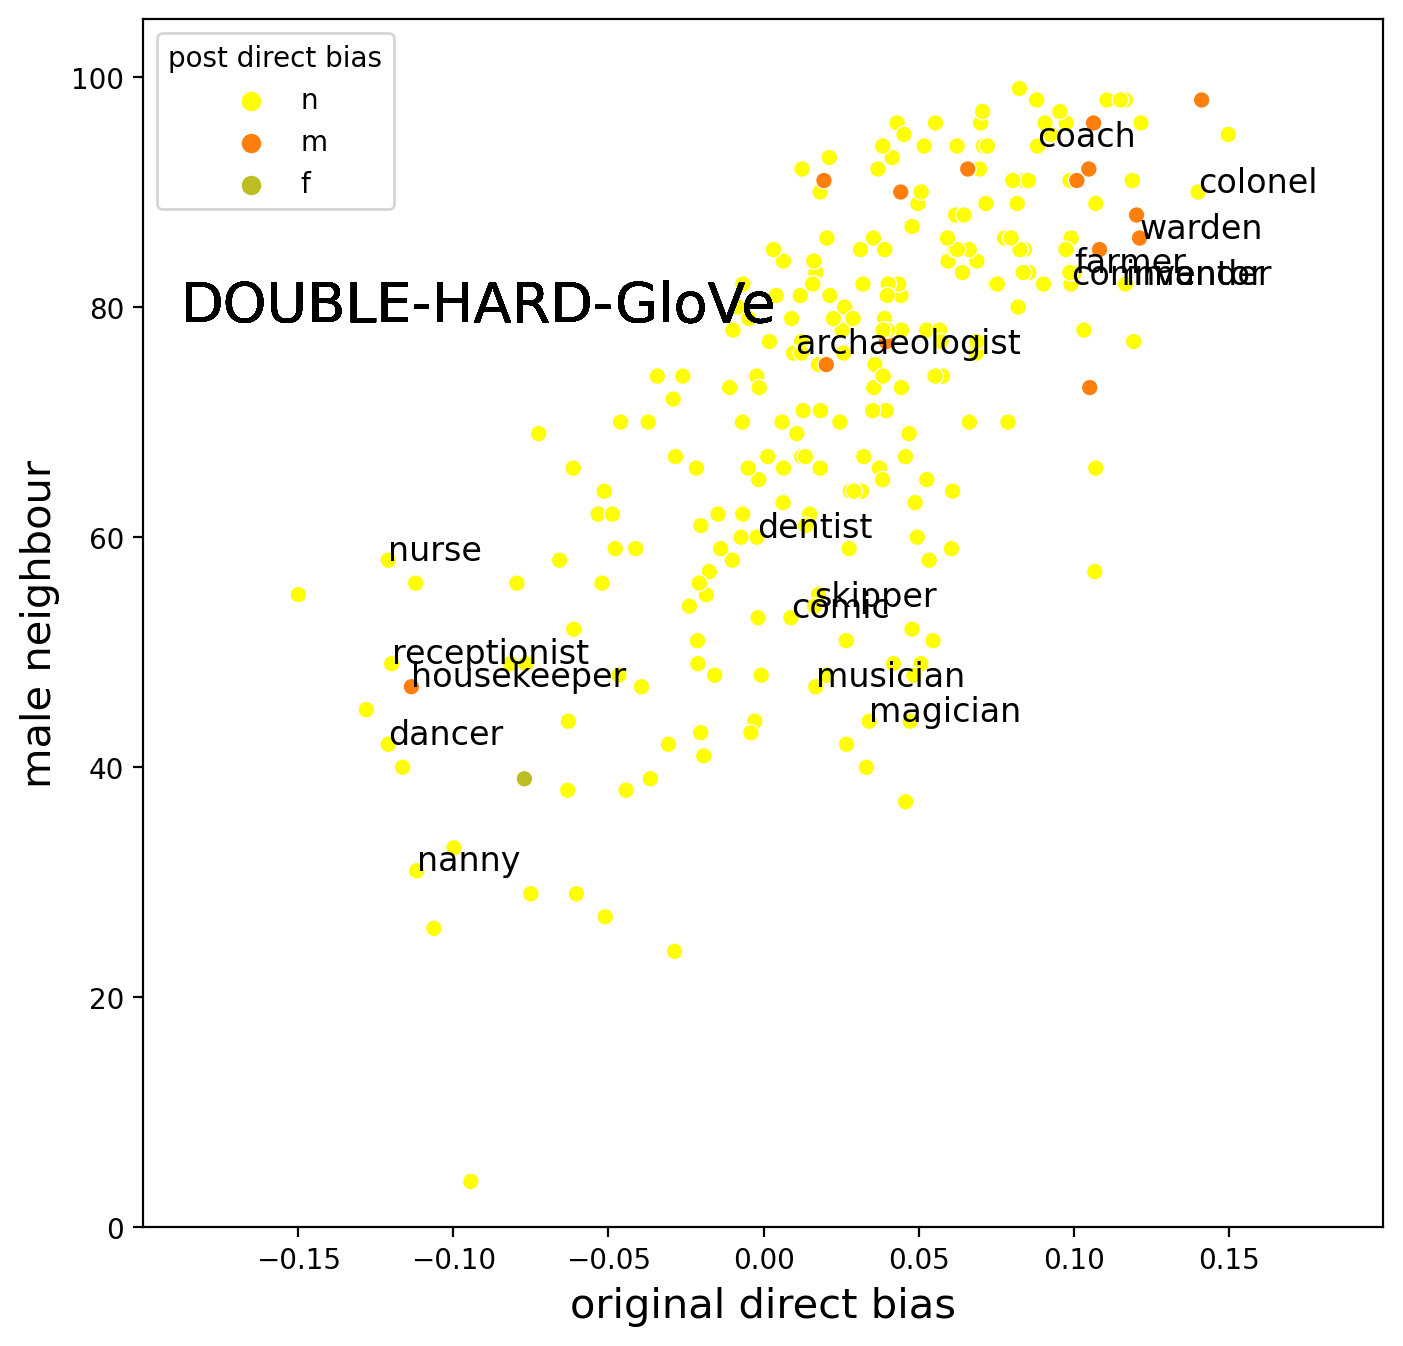 post direct bias
n
m
f
100
80
60
40
20
0
male neighbour
DOUBLE-HARD-GloVe
coach
colonel
warden
farmer
archaeologist
dentist
nurse
skipper
comic
receptionist
housekeeper
musician
magician
dancer
nanny
−0.15
−0.10
−0.05
0.00
0.05
0.10
0.15
original direct bias